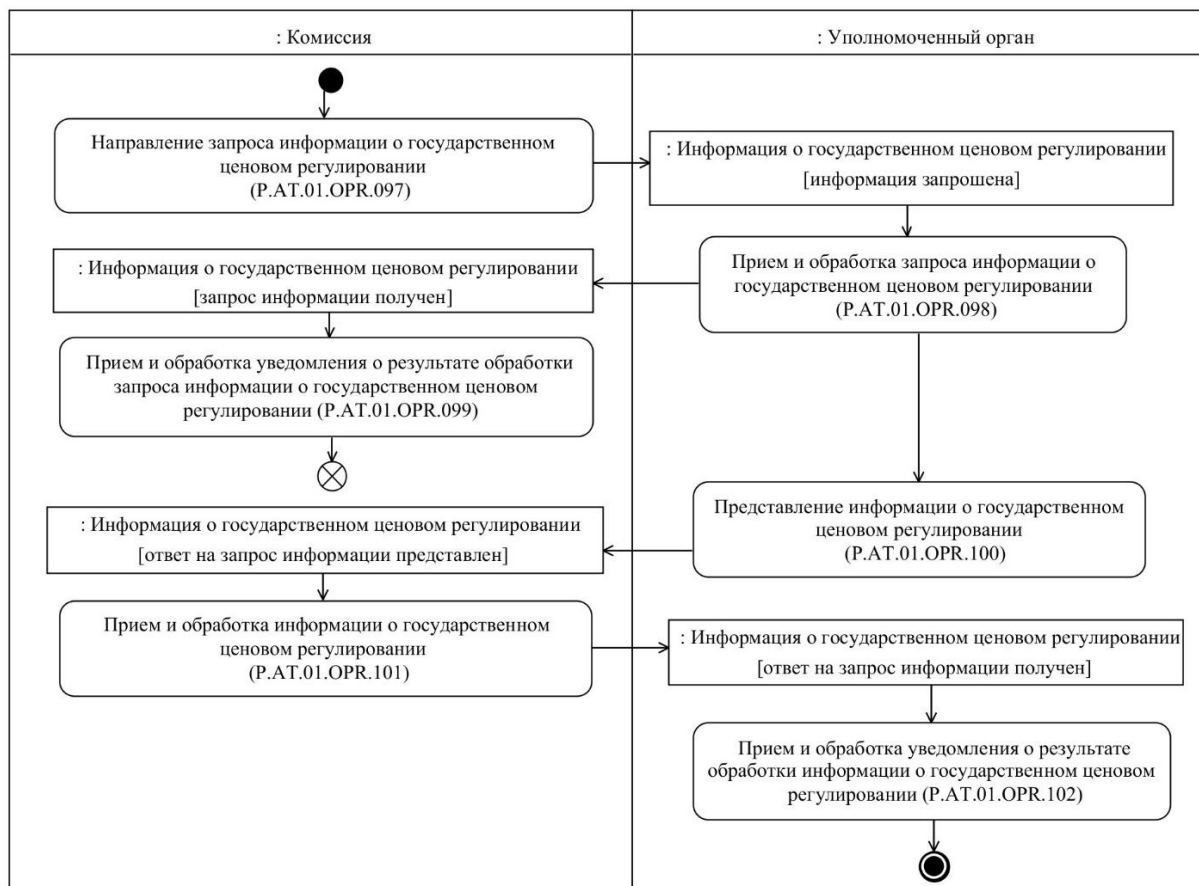 : Комиссия
: Уполномоченный орган
Направление запроса информации о государственном
ценовом регулировании
(P.AT.01.OPR.097)
: Информация о государственном ценовом регулировании
[информация запрошена]
: Информация о государственном ценовом регулировании
[запрос информации получен]
Прием и обработка запроса информации о
государственном ценовом регулировании
(P.AT.01.OPR.098)
Прием и обработка уведомления о результате обработки
запроса информации о государственном ценовом
регулировании (P.AT.01.OPR.099)
: Информация о государственном ценовом регулировании
[ответ на запрос информации представлен]
Представление информации о государственном
ценовом регулировании
(P.AT.01.OPR.100)
Прием и обработка информации о государственном
ценовом регулировании
(P.AT.01.OPR.101)
: Информация о государственном ценовом регулировании
[ответ на запрос информации получен]
Прием и обработка уведомления о результате
обработки информации о государственном ценовом
регулировании (P.AT.01.OPR.102)